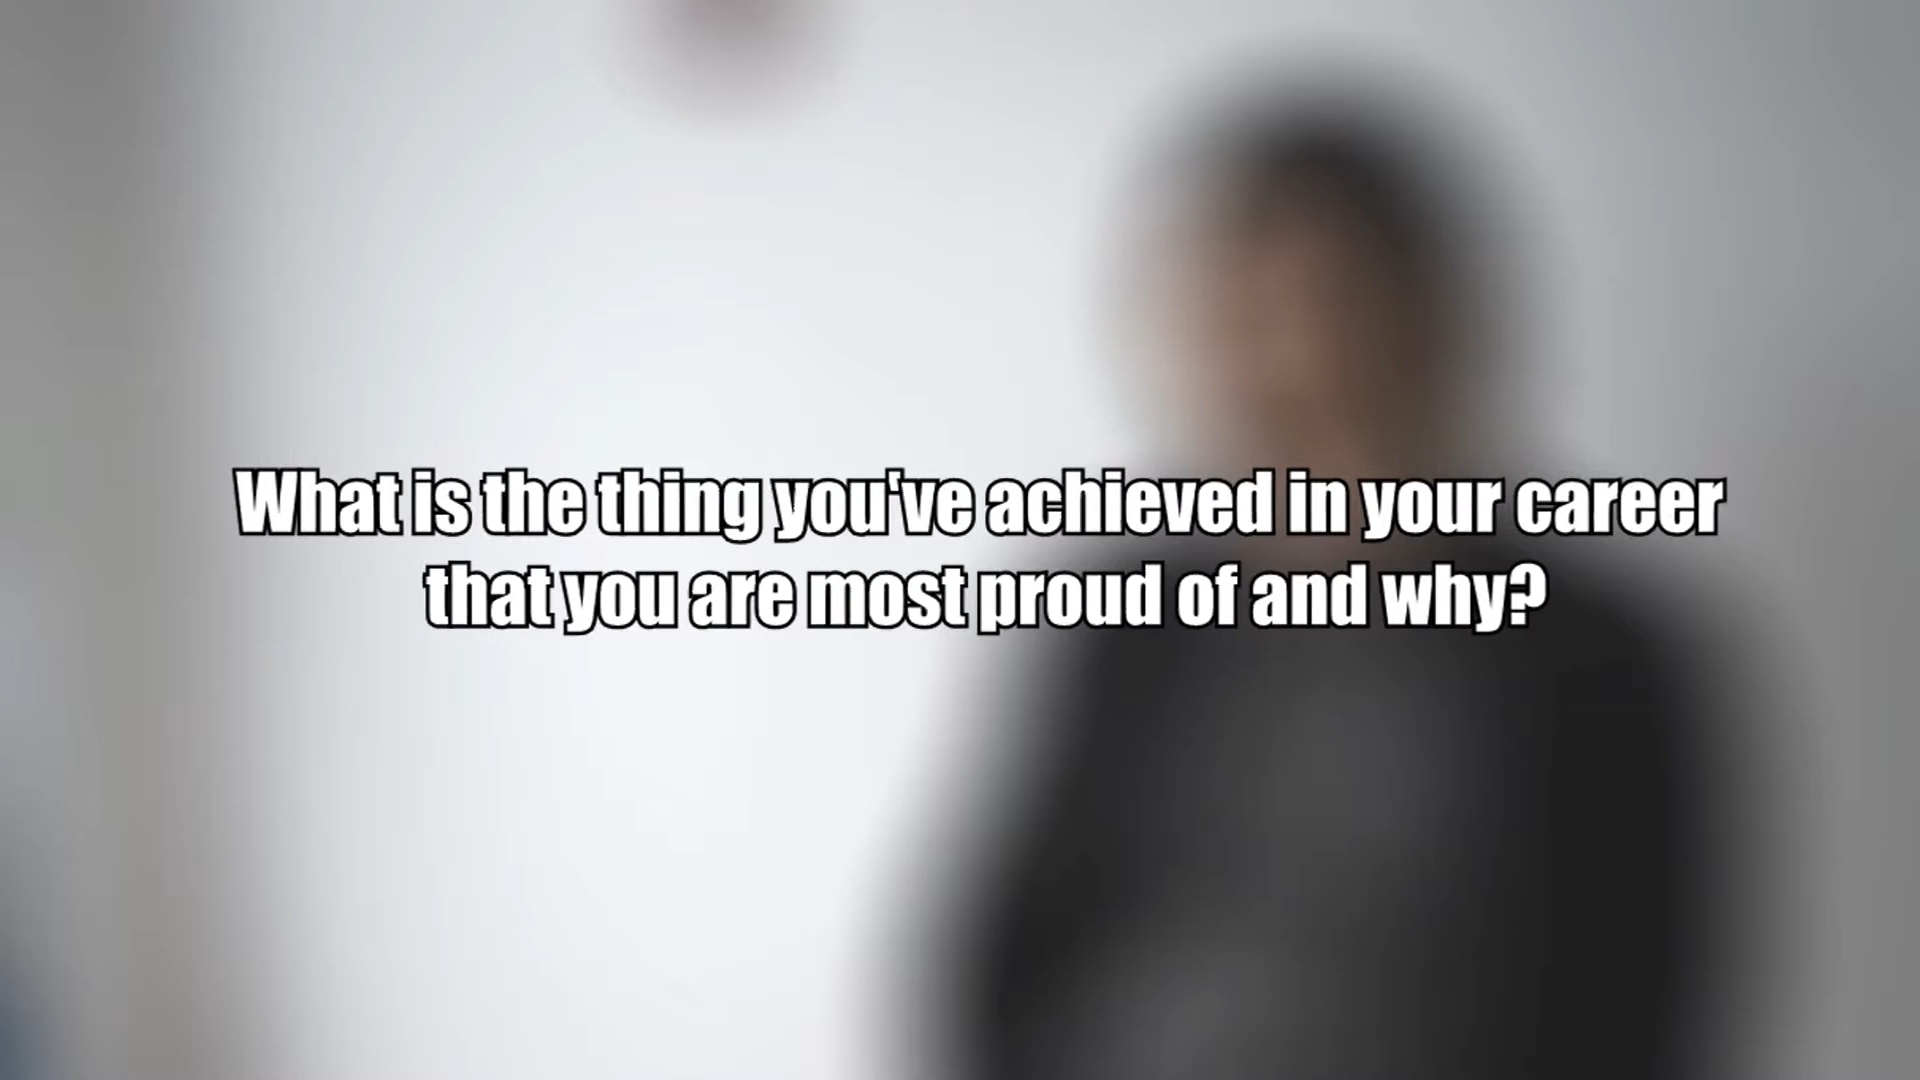 What is the thing you've achieved in your career
that you are most proud of and why?